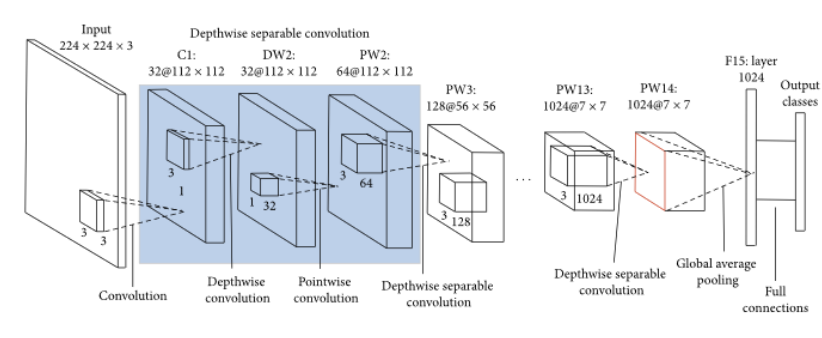 Depthwise separable convolution
Input
224 × 224 × 3
C1:
32@112 × 112
DW2:
32@112 × 112
PW2:
64@112 × 112
PW3:
128@56 × 56
PW13:
1024@7 × 7
PW14:
1024@7 × 7
F15: layer
1024
Output
classes
3
3
3
1
1
32
3
64
3
128
...
3
1024
Convolution
Depthwise
convolution
Pointwise
convolution
Depthwise separable
convolution
Depthwise separable
convolution
Global average
pooling
Full
connections